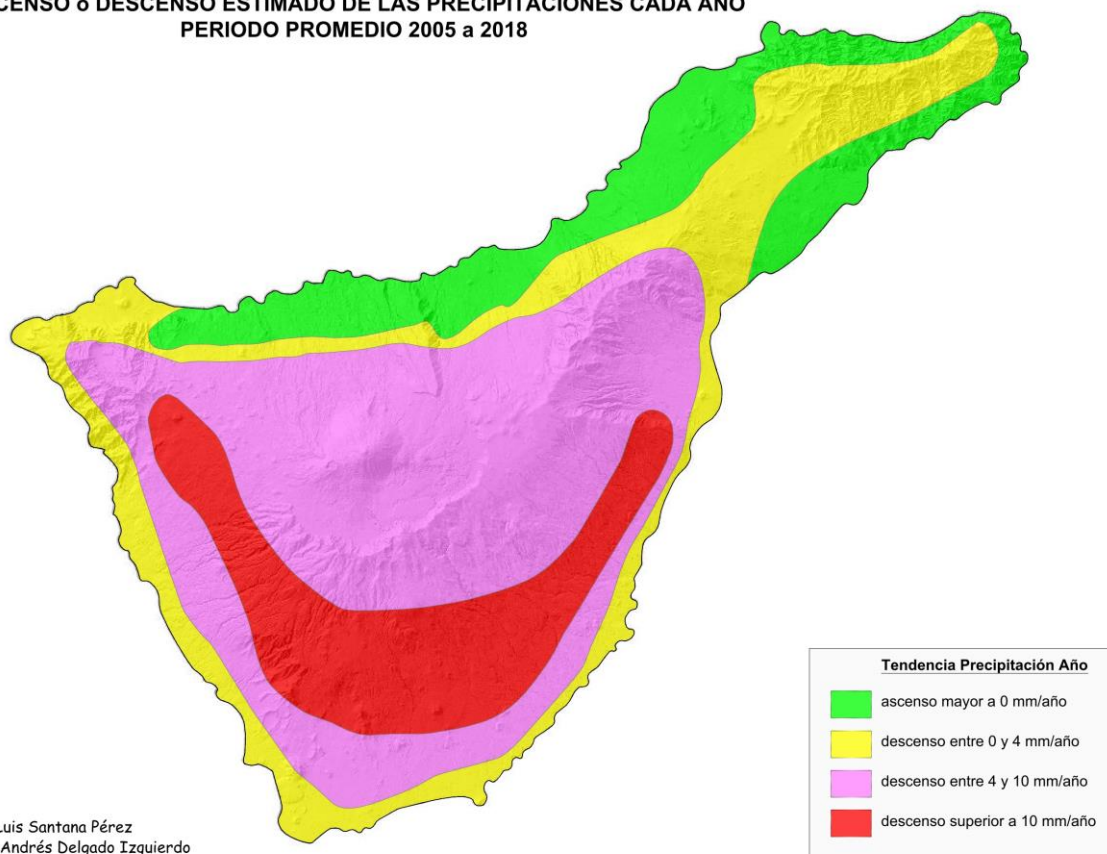 CENSO o DESCENSO ESTIMADO DE LAS PRECIPITACIONES CADA AÑO
PERIODO PROMEDIO 2005 a 2018
Tendencia Precipitación Año
ascenso mayor a 0 mm/año
descenso entre 0 y 4 mm/año
descenso entre 4 y 10 mm/año
descenso superior a 10 mm/año
uis Santana Pérez
Andrés Delgado Izquierdo